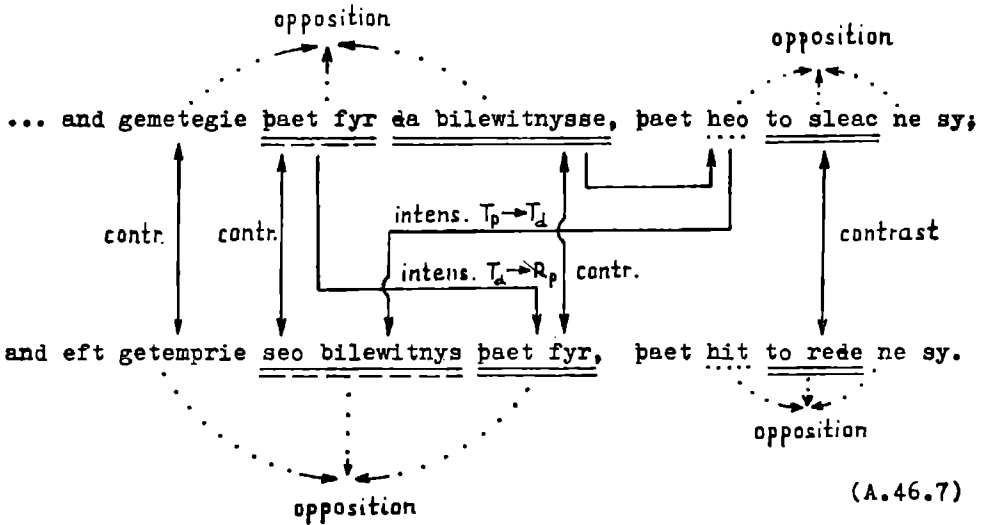 opposition
opposition
... and gemetegie þaet fyr đa bilewitnysse, þaet heo to sleac ne sy;
intens. Tp→Td
contr. contr. contrast
intens. Td→Rp contr.
and eft getemprie seo bilewitnys þaet fyr, þaet hit to rede ne sy.
opposition
opposition
(A.46.7)